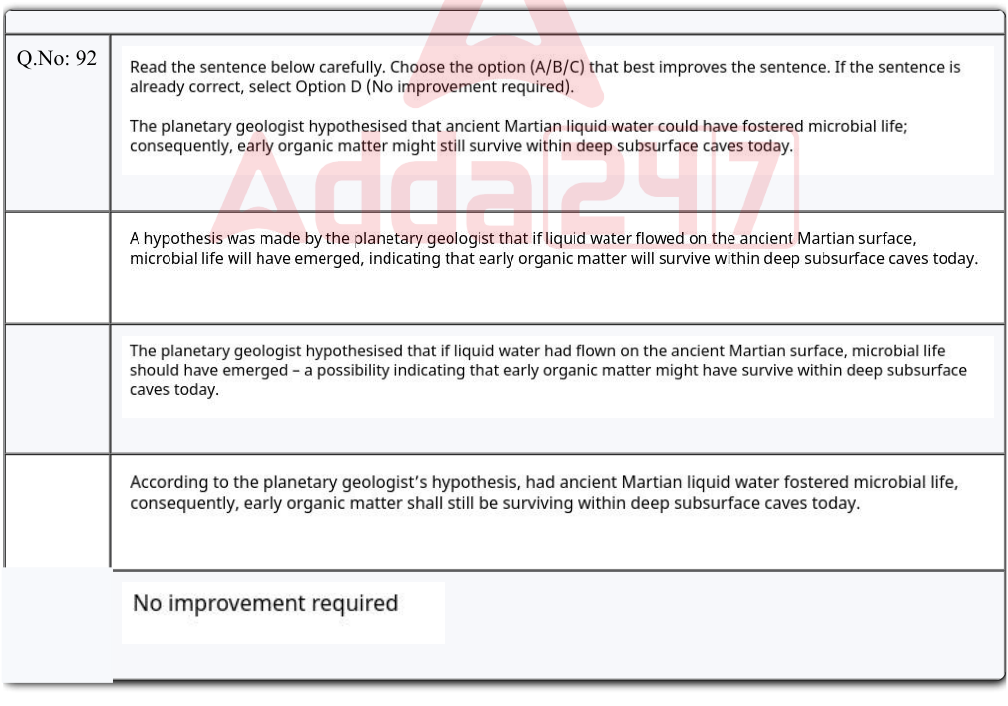 Q.No: 92
Read the sentence below carefully. Choose the option (A/B/C) that best improves the sentence. If the sentence is
already correct, select Option D (No improvement required).
The planetary geologist hypothesised that ancient Martian liquid water could have fostered microbial life;
consequently, early organic matter might still survive within deep subsurface caves today.
Adda247
A hypothesis was made by the planetary geologist that if liquid water flowed on the ancient Martian surface,
microbial life will have emerged, indicating that early organic matter will survive within deep subsurface caves today.
The planetary geologist hypothesised that if liquid water had flown on the ancient Martian surface, microbial life
should have emerged – a possibility indicating that early organic matter might have survive within deep subsurface
caves today.
According to the planetary geologist's hypothesis, had ancient Martian liquid water fostered microbial life,
consequently, early organic matter shall still be surviving within deep subsurface caves today.
No improvement required